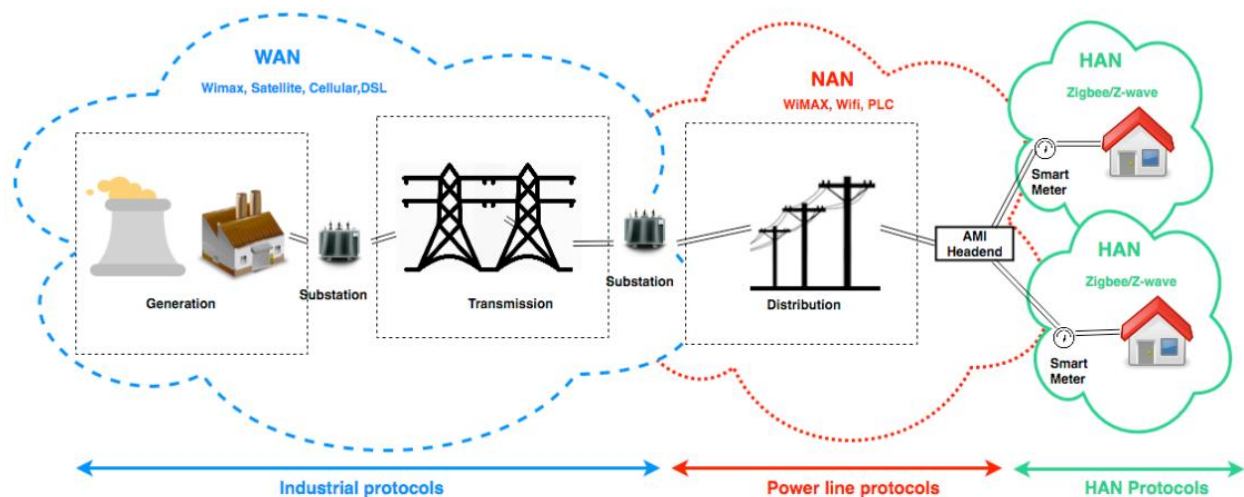 WAN
Wimax, Satellite, Cellular,DSL
Generation
Substation
Transmission
Substation
NAN
WiMAX, Wifi, PLC
Distribution
AMI
Headend
HAN
Zigbee/Z-wave
Smart
Meter
HAN
Zigbee/Z-wave
Smart
Meter
Industrial protocols
Power line protocols
HAN Protocols